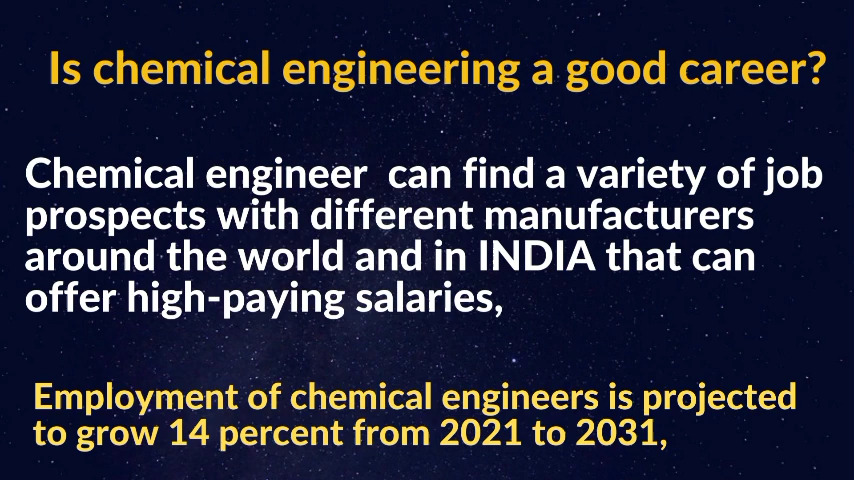 Is chemical engineering a good career?
Chemical engineer  can find a variety of job
prospects with different manufacturers
around the world and in INDIA that can
offer high-paying salaries,
Employment of chemical engineers is projected
to grow 14 percent from 2021 to 2031,